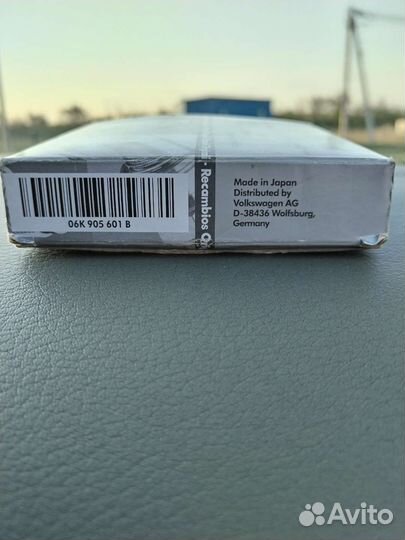 06K 905 601 B
Recambios
Made in Japan
Distributed by
Volkswagen AG
D-38436 Wolfsburg,
Germany
Avito